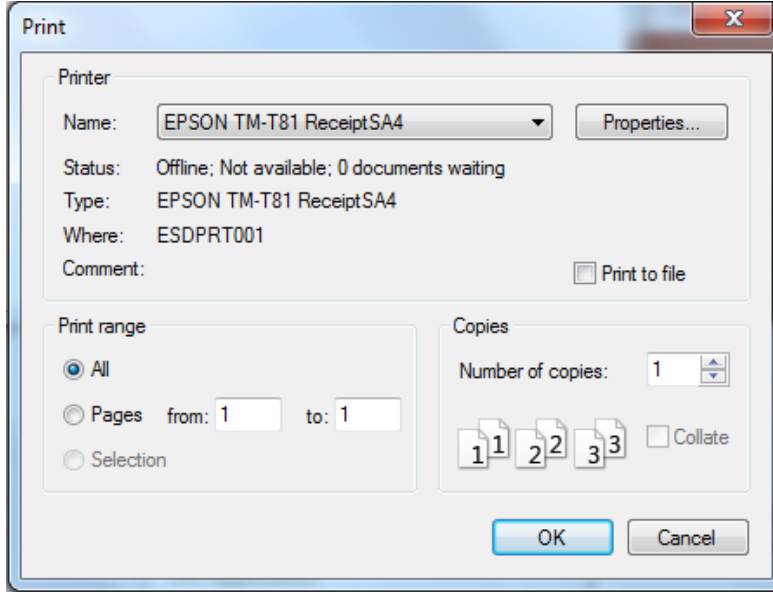 Print
Printer
Name: EPSON TM-T81 ReceiptSA4 Properties...
Status: Offline; Not available; 0 documents waiting
Type: EPSON TM-T81 ReceiptSA4
Where: ESDPRT001
Comment: Print to file
Print range
All
Pages from: 1 to: 1
Selection
Copies
Number of copies: 1
1 1 2 2 3 3 Collate
OK Cancel